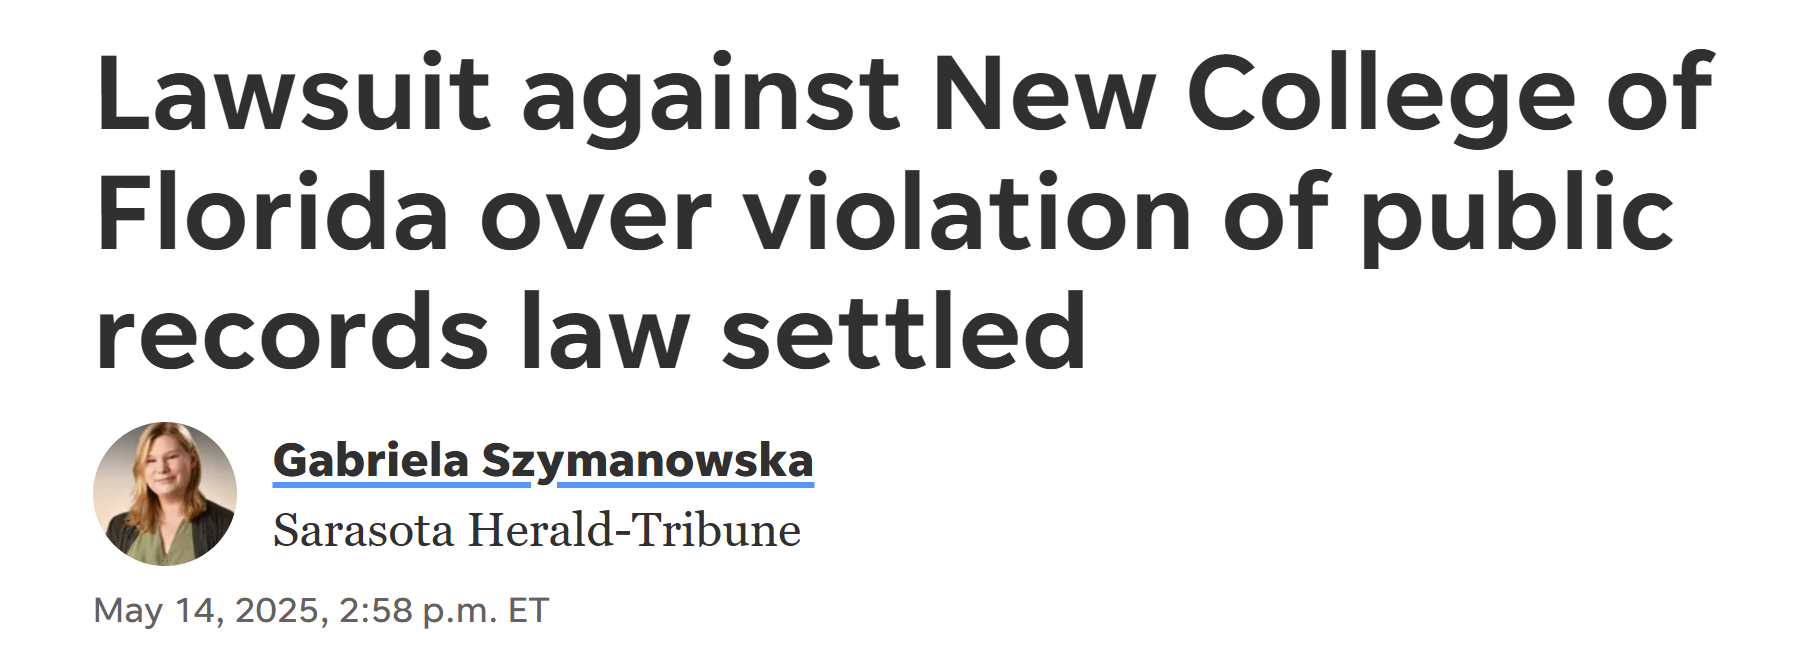 Lawsuit against New College of
Florida over violation of public
records law settled
Gabriela Szymanowska
Sarasota Herald-Tribune
May 14, 2025, 2:58 p.m. ET